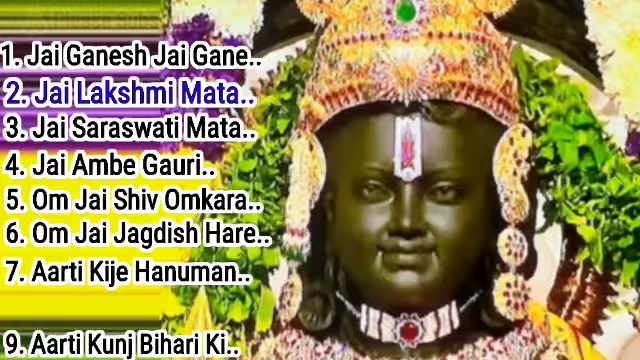 1. Jai Ganesh Jai Gane..
2. Jai Lakshmi Mata..
3. Jai Saraswati Mata..
4. Jai Ambe Gauri..
5. Om Jai Shiv Omkara..
6. Om Jai Jagdish Hare..
7. Aarti Kije Hanuman..
9. Aarti Kunj Bihari Ki..